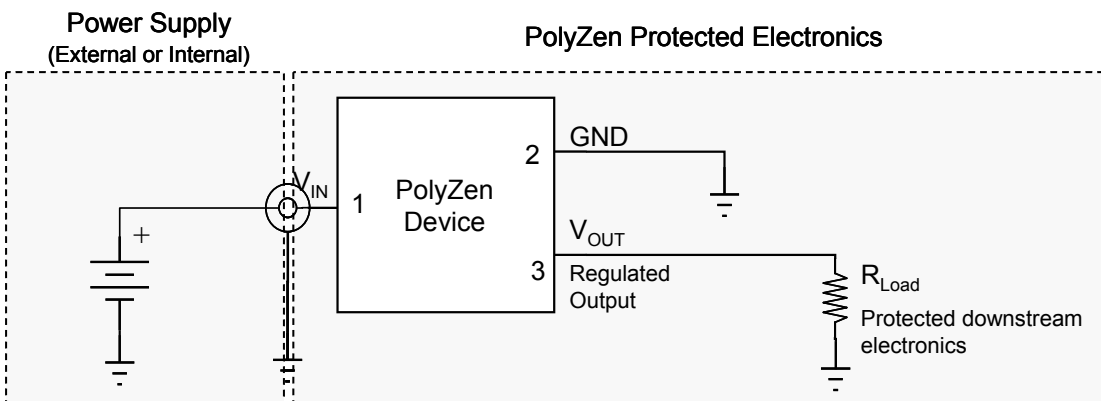 Power Supply
(External or Internal)
PolyZen Protected Electronics
GND
2
V_IN
1
PolyZen
Device
+
V_OUT
3
Regulated
Output
R_Load
Protected downstream
electronics